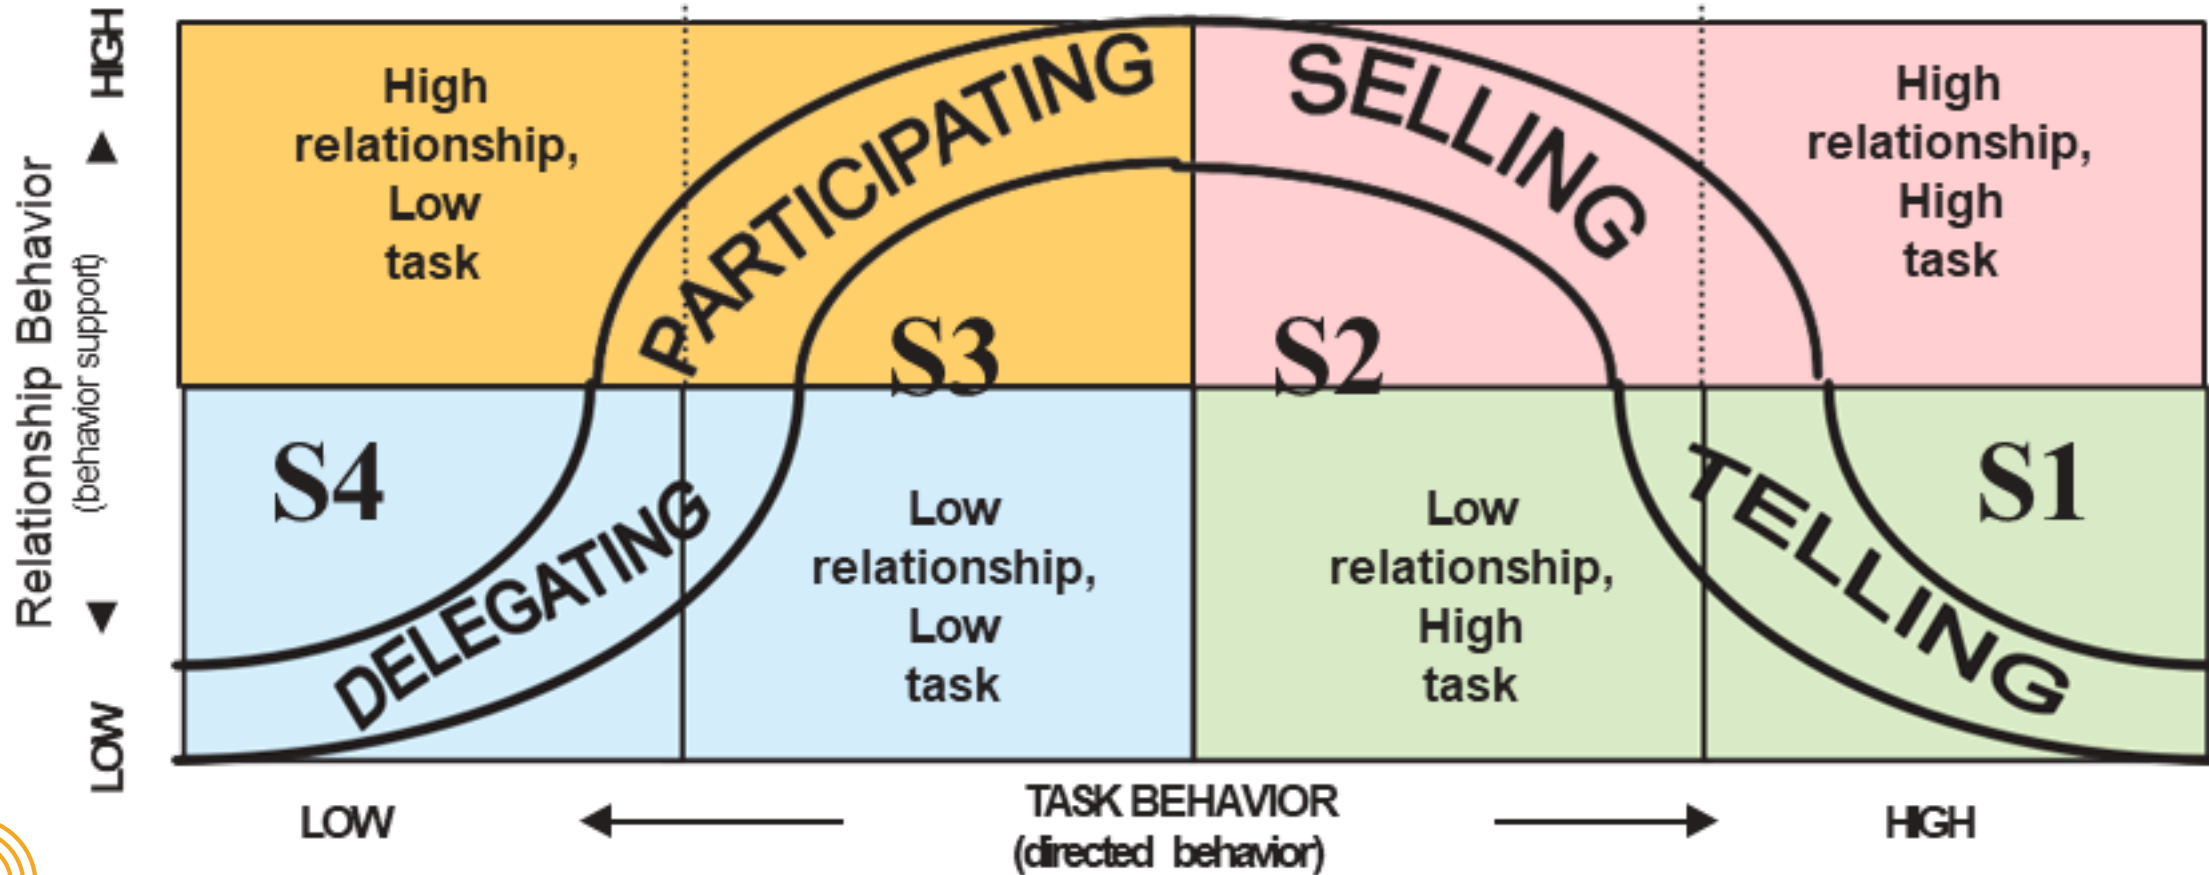 HIGH
Relationship Behavior
(behavior support)
LOW
High
relationship,
Low
task
PARTICIPATING
S3
SELLING
S2
High
relationship,
High
task
S4
DELEGATING
Low
relationship,
Low
task
Low
relationship,
High
task
TELLING
S1
LOW
TASK BEHAVIOR
(directed behavior)
HIGH